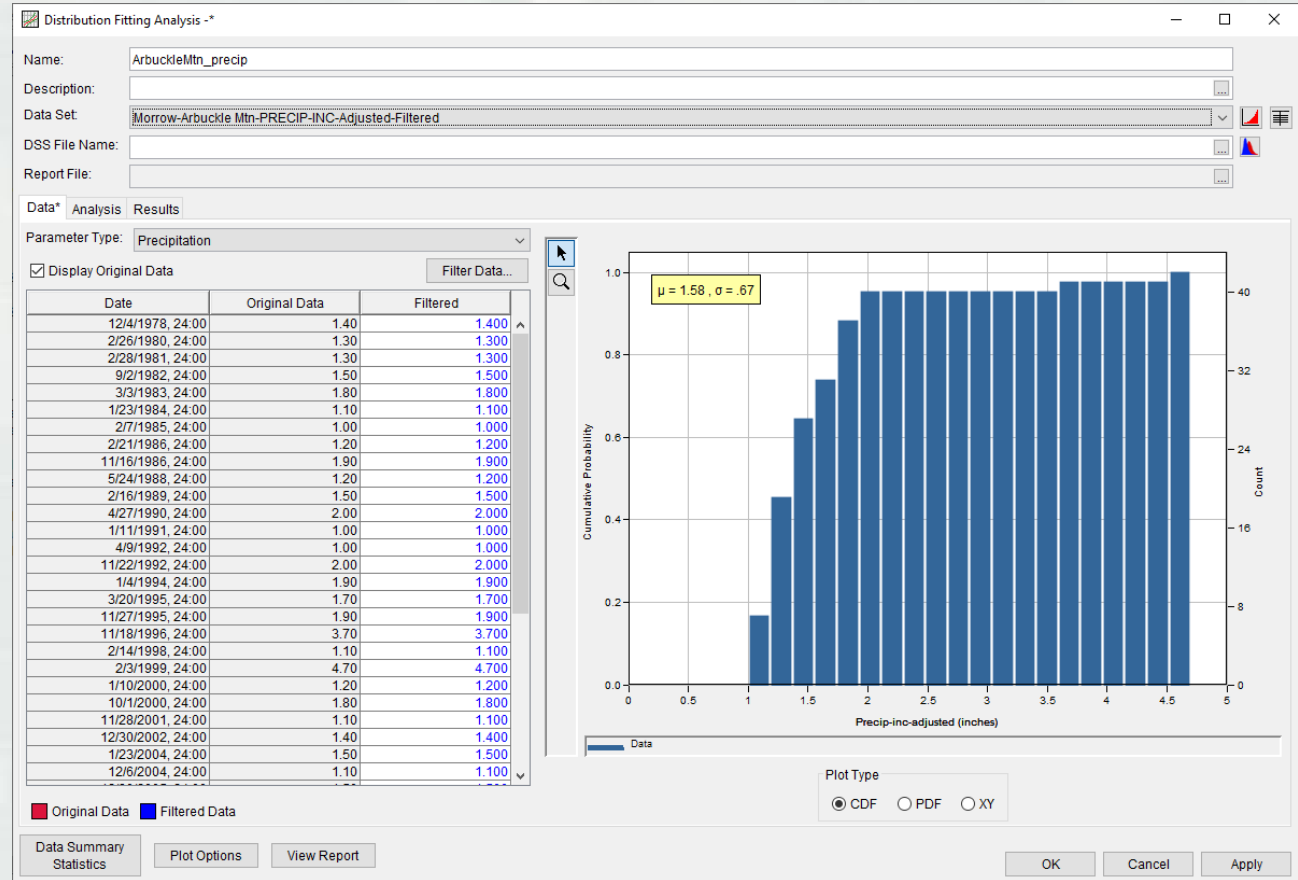 Distribution Fitting Analysis -*
Name: ArbuckleMtn_precip
Description: ...
Data Set: Morrow-Arbuckle Mtn-PRECIP-INC-Adjusted-Filtered
DSS File Name: ...
Report File: ...
Data* Analysis Results
Parameter Type: Precipitation
Display Original Data Filter Data...
Date Original Data Filtered
12/4/1978, 24:00 1.40 1.400
2/26/1980, 24:00 1.30 1.300
2/28/1981, 24:00 1.30 1.300
9/2/1982, 24:00 1.50 1.500
3/3/1983, 24:00 1.80 1.800
1/23/1984, 24:00 1.10 1.100
2/7/1985, 24:00 1.00 1.000
2/21/1986, 24:00 1.20 1.200
11/16/1986, 24:00 1.90 1.900
5/24/1988, 24:00 1.20 1.200
2/16/1989, 24:00 1.50 1.500
4/27/1990, 24:00 2.00 2.000
1/11/1991, 24:00 1.00 1.000
4/9/1992, 24:00 1.00 1.000
11/22/1992, 24:00 2.00 2.000
1/4/1994, 24:00 1.90 1.900
3/20/1995, 24:00 1.70 1.700
11/27/1995, 24:00 1.90 1.900
11/18/1996, 24:00 3.70 3.700
2/14/1998, 24:00 1.10 1.100
2/3/1999, 24:00 4.70 4.700
1/10/2000, 24:00 1.20 1.200
10/1/2000, 24:00 1.80 1.800
11/28/2001, 24:00 1.10 1.100
12/30/2002, 24:00 1.40 1.400
1/23/2004, 24:00 1.50 1.500
12/6/2004, 24:00 1.10 1.100
Original Data Filtered Data
μ = 1.58 , σ = .67
Cumulative Probability
1.0
0.8
0.6
0.4
0.2
0.0
40
32
24
16
8
0
Count
0 0.5 1 1.5 2 2.5 3 3.5 4 4.5 5
Precip-inc-adjusted (inches)
Data
Plot Type
CDF PDF XY
Data Summary
Statistics
Plot Options View Report
OK Cancel Apply